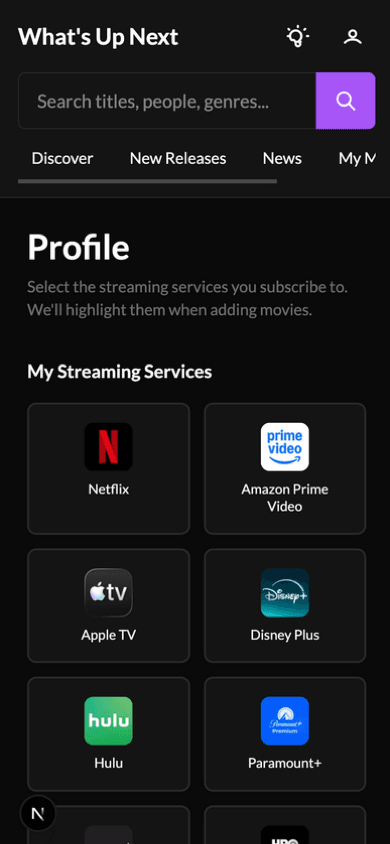 What's Up Next
Search titles, people, genres...
Discover New Releases News My M
Profile
Select the streaming services you subscribe to.
We'll highlight them when adding movies.
My Streaming Services
N
prime
video
Netflix
Amazon Prime
Video
tv
Disney+
Apple TV
Disney Plus
hulu
Paramount+
Premium
Hulu
Paramount+
N
HBO